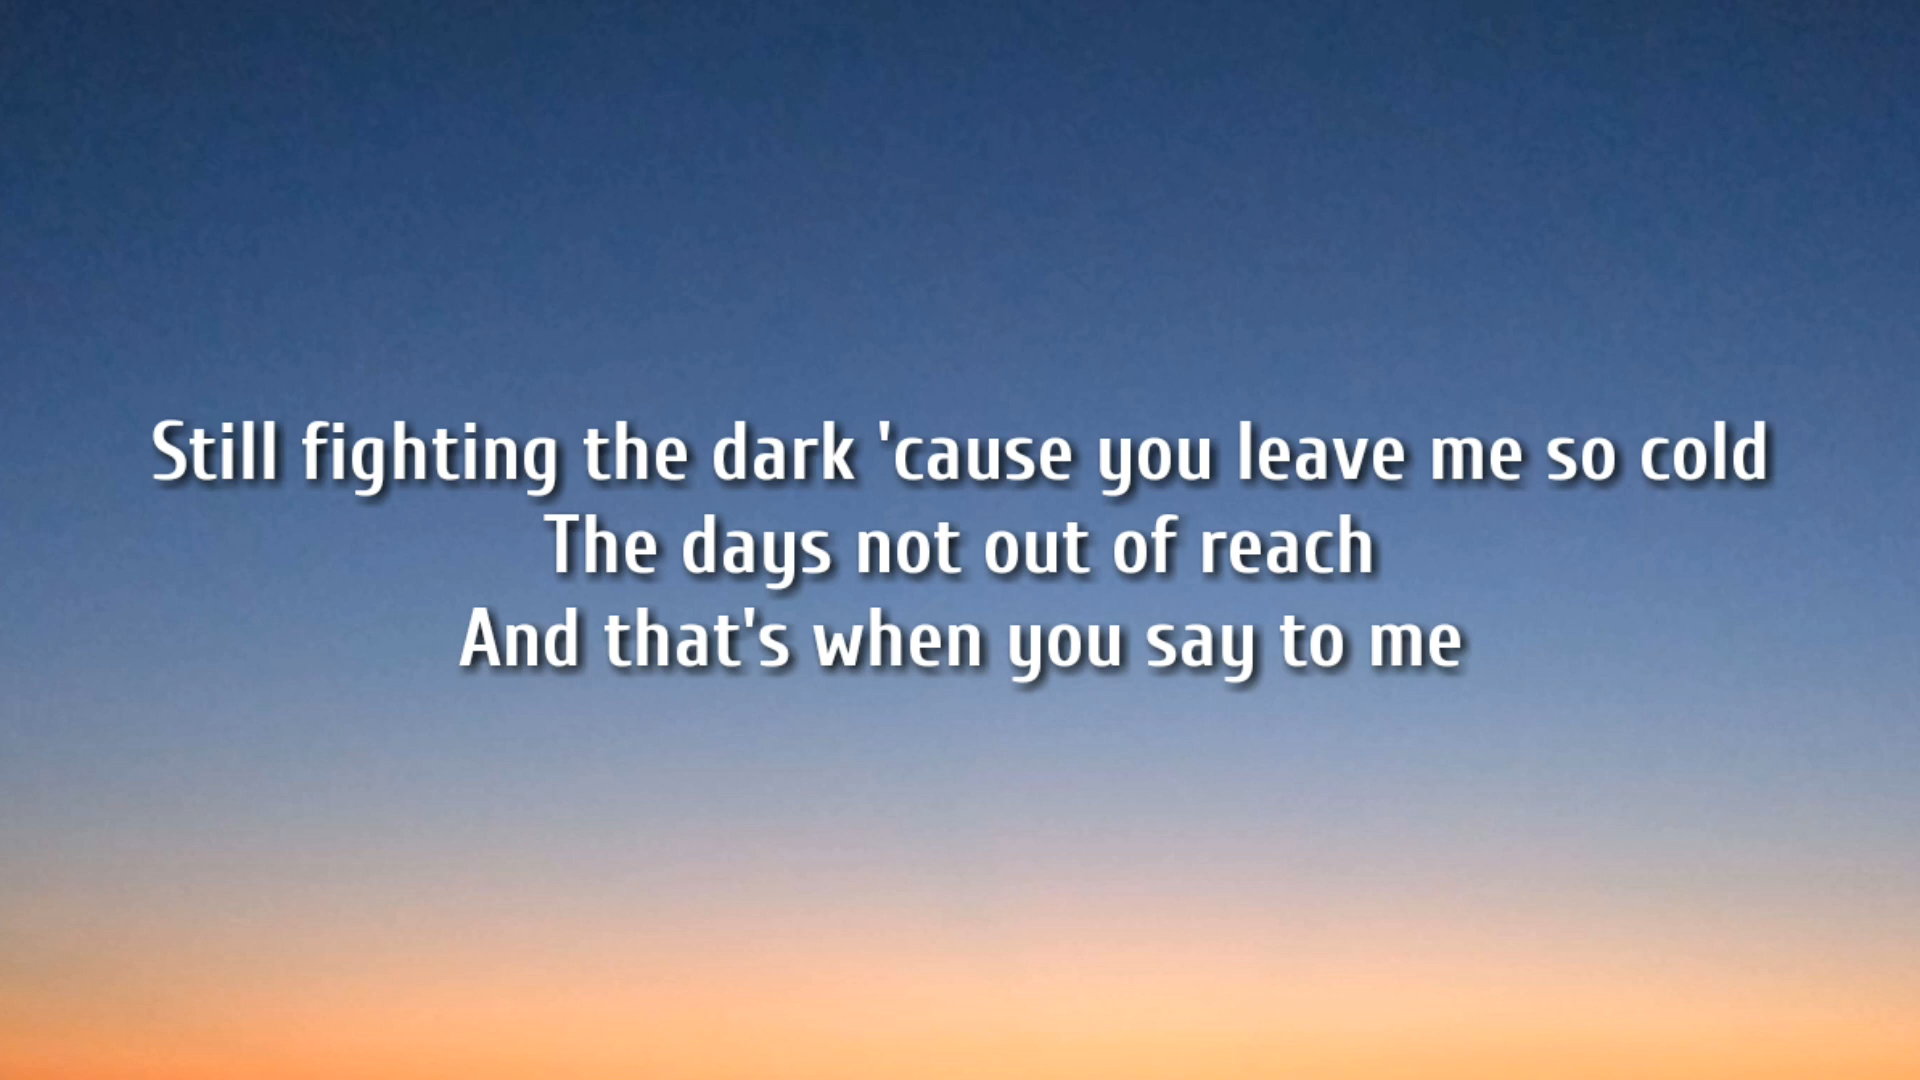 Still fighting the dark 'cause you leave me so cold
The days not out of reach
And that's when you say to me